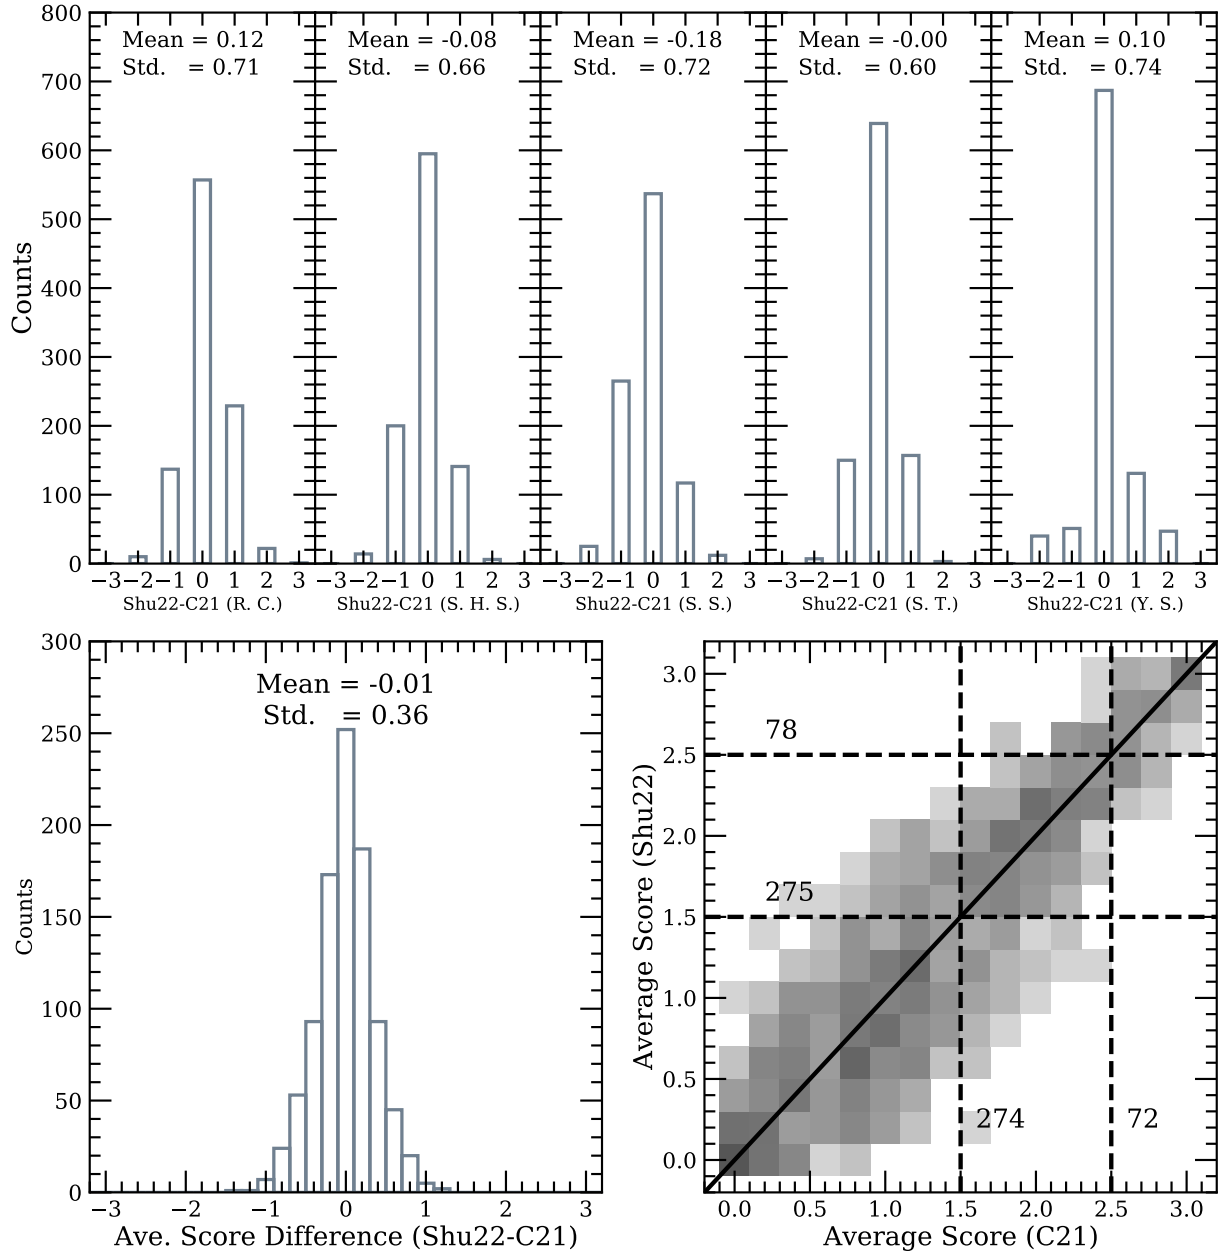 Mean = 0.12
Std. = 0.71
Mean = -0.08
Std. = 0.66
Mean = -0.18
Std. = 0.72
Mean = -0.00
Std. = 0.60
Mean = 0.10
Std. = 0.74
800
700
600
500
400
300
200
100
0
Counts
−3 −2 −1 0 1 2 3
−3 −2 −1 0 1 2 3
−3 −2 −1 0 1 2 3
−3 −2 −1 0 1 2 3
−3 −2 −1 0 1 2 3
Shu22-C21 (R. C.)
Shu22-C21 (S. H. S.)
Shu22-C21 (S. S.)
Shu22-C21 (S. T.)
Shu22-C21 (Y. S.)
Mean = -0.01
Std. = 0.36
300
250
200
150
100
50
0
Counts
−3 −2 −1 0 1 2 3
Ave. Score Difference (Shu22-C21)
3.0
2.5
2.0
1.5
1.0
0.5
0.0
Average Score (Shu22)
78
275
274
72
0.0 0.5 1.0 1.5 2.0 2.5 3.0
Average Score (C21)